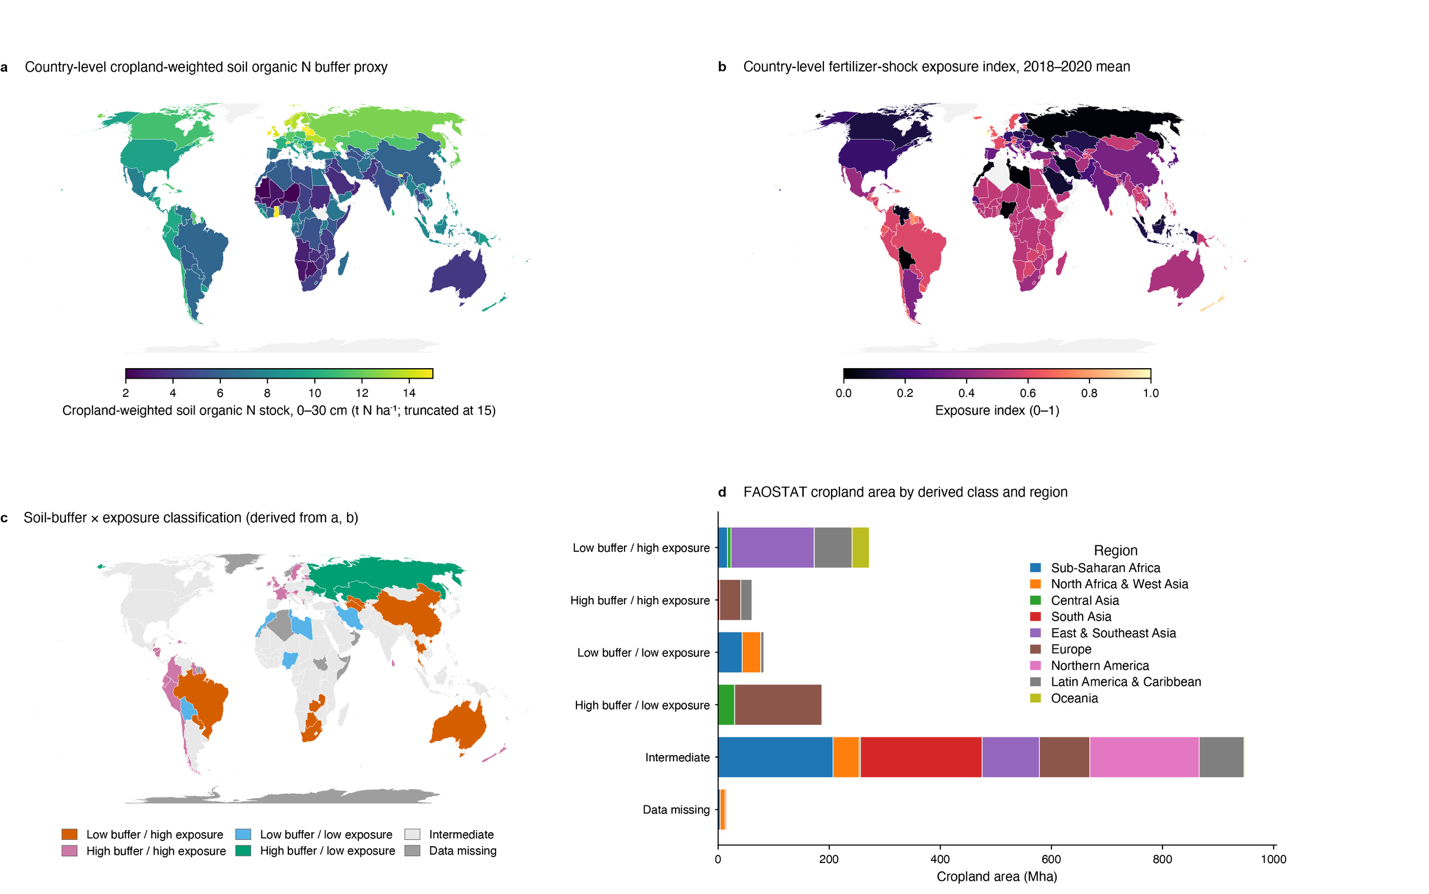 a Country-level cropland-weighted soil organic N buffer proxy
2 4 6 8 10 12 14
Cropland-weighted soil organic N stock, 0–30 cm (t N ha⁻¹; truncated at 15)
b Country-level fertilizer-shock exposure index, 2018–2020 mean
0.0 0.2 0.4 0.6 0.8 1.0
Exposure index (0–1)
c Soil-buffer × exposure classification (derived from a, b)
Low buffer / high exposure
High buffer / high exposure
Low buffer / low exposure
High buffer / low exposure
Intermediate
Data missing
d FAOSTAT cropland area by derived class and region
Low buffer / high exposure
High buffer / high exposure
Low buffer / low exposure
High buffer / low exposure
Intermediate
Data missing
0 200 400 600 800 1000
Cropland area (Mha)
Region
Sub-Saharan Africa
North Africa & West Asia
Central Asia
South Asia
East & Southeast Asia
Europe
Northern America
Latin America & Caribbean
Oceania